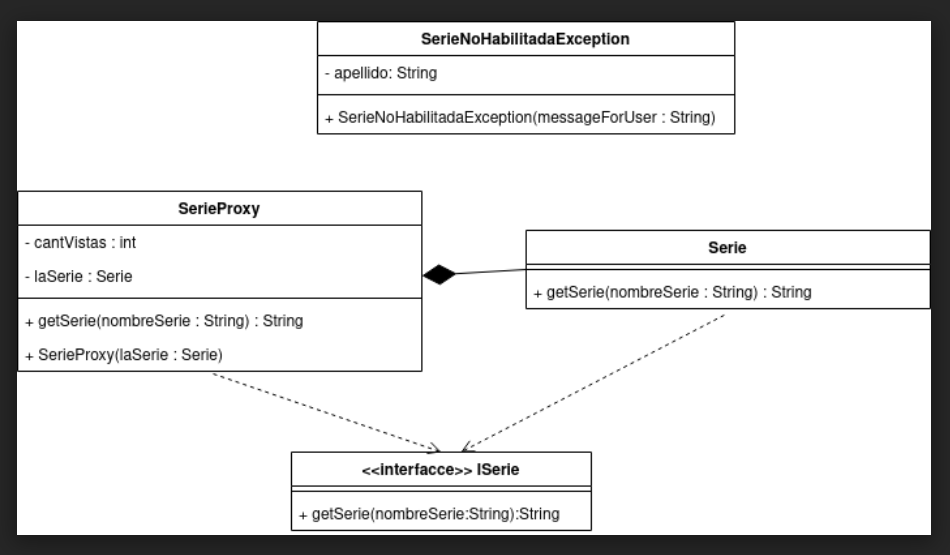 SerieNoHabilitadaException
- apellido: String
+ SerieNoHabilitadaException(messageForUser : String)
SerieProxy
- cantVistas : int
- laSerie : Serie
+ getSerie(nombreSerie : String) : String
+ SerieProxy(laSerie : Serie)
Serie
+ getSerie(nombreSerie : String) : String
<<interfacce>> ISerie
+ getSerie(nombreSerie:String):String